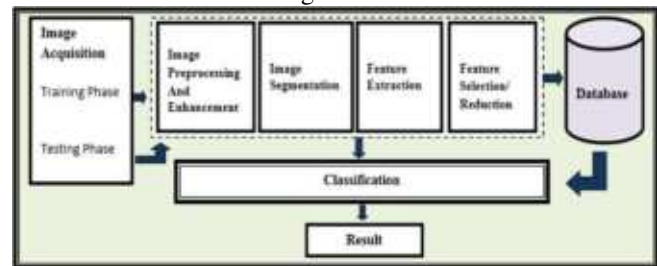 Image
Acquisition
Training Phase
Testing Phase
Image
Preprocessing
And
Enhancement
Image
Segmentation
Feature
Extraction
Feature
Selection/
Reduction
Database
Classification
Result